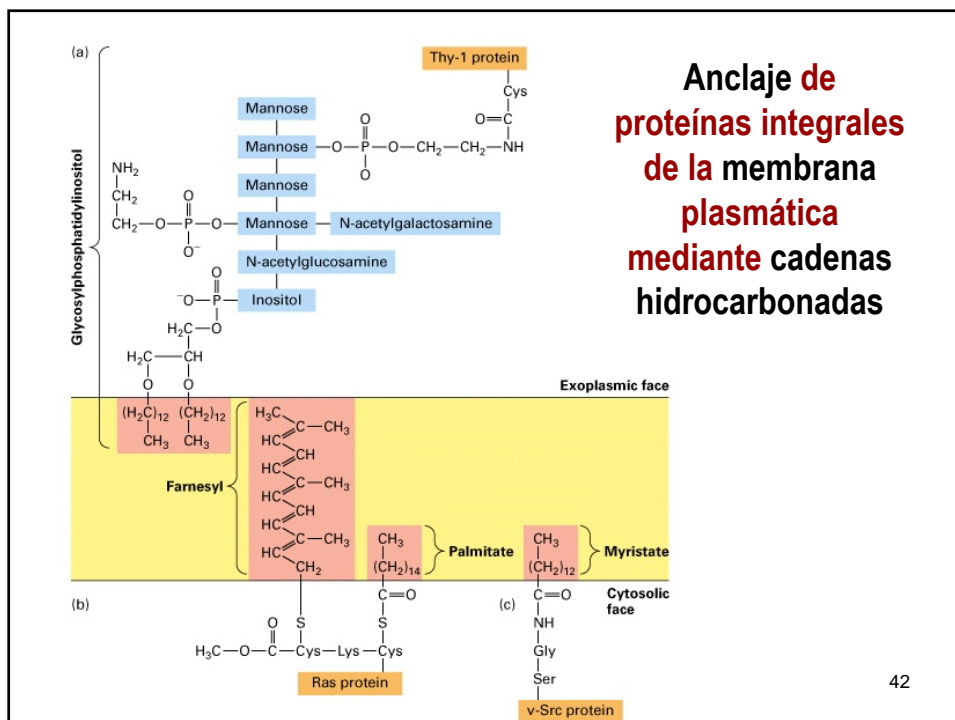 (a)
Thy-1 protein
Cys
O=C
NH
Mannose
Mannose
O
O—P—O—CH₂—CH₂—NH
O
Mannose
NH₂
CH₂
CH₂—O—P—O
O
O⁻
Mannose
N-acetylgalactosamine
N-acetylglucosamine
O
⁻O—P
Inositol
H₂C—O
H₂C—CH
O O
(H₂C)₁₂ (CH₂)₁₂
CH₃ CH₃
Glycosylphosphatidylinositol
Anclaje de
proteínas integrales
de la membrana
plasmática
mediante cadenas
hidrocarbonadas
Exoplasmic face
H₃C
C—CH₃
HC
CH
HC
C—CH₃
HC
CH
HC
C—CH₃
HC
CH₂
Farnesyl
CH₃
(CH₂)₁₄
Palmitate
CH₃
(CH₂)₁₂
Myristate
Cytosolic
face
(b)
O
H₃C—O—C—Cys—Lys—Cys
S
C=O
S
Ras protein
(c)
C=O
NH
Gly
Ser
v-Src protein
42